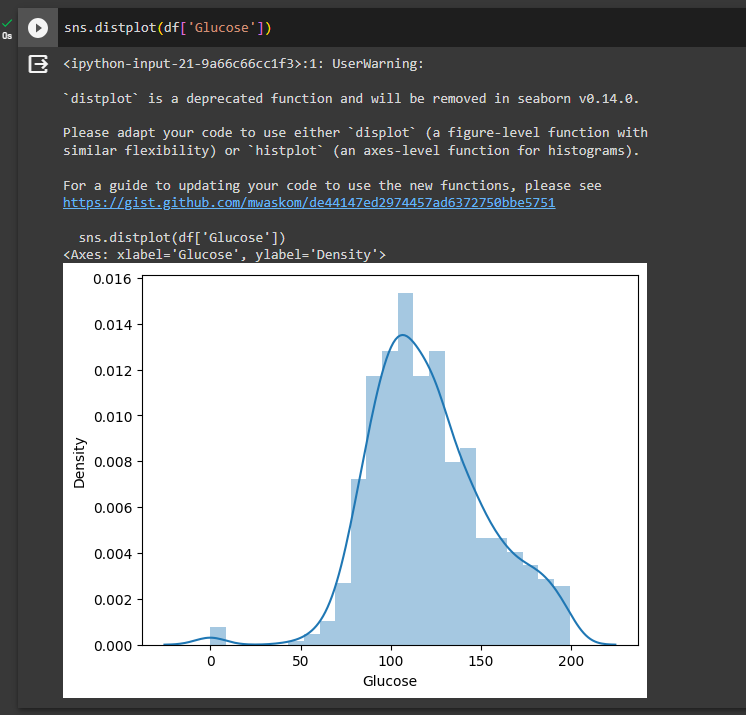 sns.distplot(df['Glucose'])
0s
<ipython-input-21-9a66c66cc1f3>:1: UserWarning:
`distplot` is a deprecated function and will be removed in seaborn v0.14.0.
Please adapt your code to use either `displot` (a figure-level function with
similar flexibility) or `histplot` (an axes-level function for histograms).
For a guide to updating your code to use the new functions, please see
https://gist.github.com/mwaskom/de44147ed2974457ad6372750bbe5751
sns.distplot(df['Glucose'])
<Axes: xlabel='Glucose', ylabel='Density'>
0.016
0.014
0.012
0.010
0.008
0.006
0.004
0.002
0.000
Density
0 50 100 150 200
Glucose